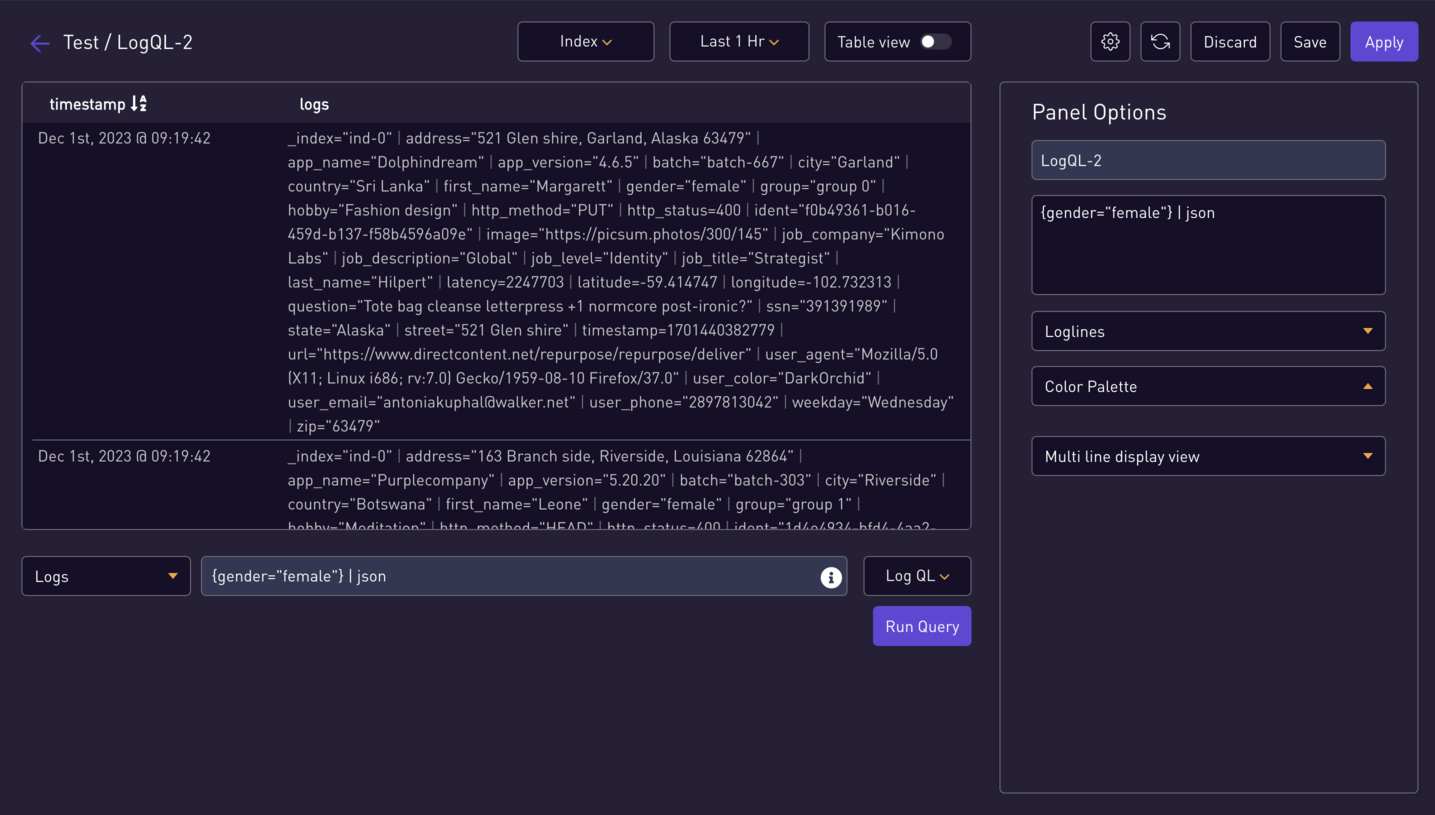 Test / LogQL-2
Index
Last 1 Hr
Table view
Discard
Save
Apply
timestamp
logs
Dec 1st, 2023 @ 09:19:42
_index="ind-0" | address="521 Glen shire, Garland, Alaska 63479" |
app_name="Dolphindream" | app_version="4.6.5" | batch="batch-667" | city="Garland" |
country="Sri Lanka" | first_name="Margarett" | gender="female" | group="group 0" |
hobby="Fashion design" | http_method="PUT" | http_status=400 | ident="f0b49361-b016-
459d-b137-f58b4596a09e" | image="https://picsum.photos/300/145" | job_company="Kimono
Labs" | job_description="Global" | job_level="Identity" | job_title="Strategist" |
last_name="Hilpert" | latency=2247703 | latitude=-59.414747 | longitude=-102.732313 |
question="Tote bag cleanse letterpress +1 normcore post-ironic?" | ssn="391391989" |
state="Alaska" | street="521 Glen shire" | timestamp=1701440382779 |
url="https://www.directcontent.net/repurpose/repurpose/deliver" | user_agent="Mozilla/5.0
(X11; Linux i686; rv:7.0) Gecko/1959-08-10 Firefox/37.0" | user_color="DarkOrchid" |
user_email="antoniakuphal@walker.net" | user_phone="2897813042" | weekday="Wednesday"
| zip="63479"
Dec 1st, 2023 @ 09:19:42
_index="ind-0" | address="163 Branch side, Riverside, Louisiana 62864" |
app_name="Purplecompany" | app_version="5.20.20" | batch="batch-303" | city="Riverside" |
country="Botswana" | first_name="Leone" | gender="female" | group="group 1" |
hobby="Meditation" | http_method="HEAD" | http_status=400 |
Logs
{gender="female"} | json
Log QL
Run Query
Panel Options
LogQL-2
{gender="female"} | json
Loglines
Color Palette
Multi line display view